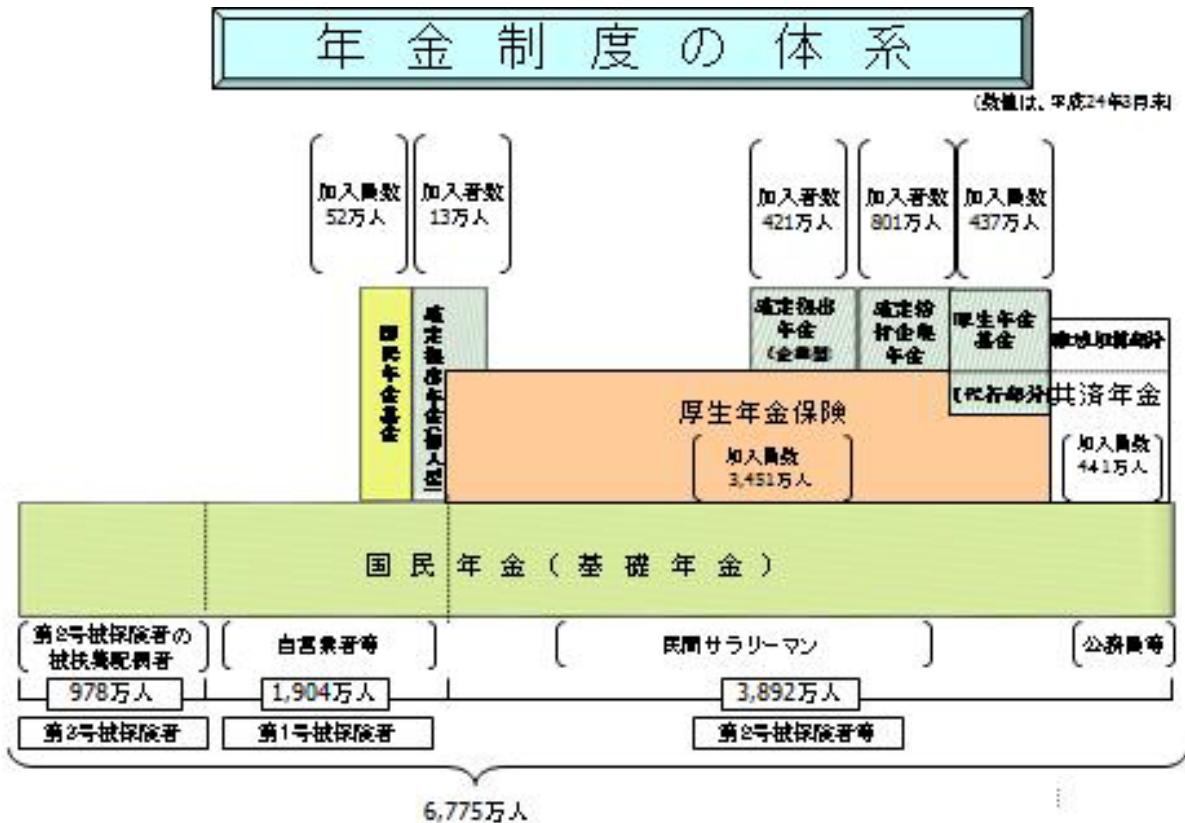 年金制度の体系
(数値は、平成24年3月末)
加入員数
52万人
加入者数
13万人
加入者数
421万人
加入者数
801万人
加入員数
437万人
国民年金基金
確定拠出年金(個人型)
確定拠出
年金
(企業型)
確定給
付企業
年金
厚生年金
基金
(代行部分)
職域加算部分
共済年金
加入員数
441万人
厚生年金保険
加入員数
3,451万人
国民年金(基礎年金)
第2号被保険者の
被扶養配偶者
自営業者等
民間サラリーマン
公務員等
978万人
1,904万人
3,892万人
第3号被保険者
第1号被保険者
第2号被保険者等
6,775万人